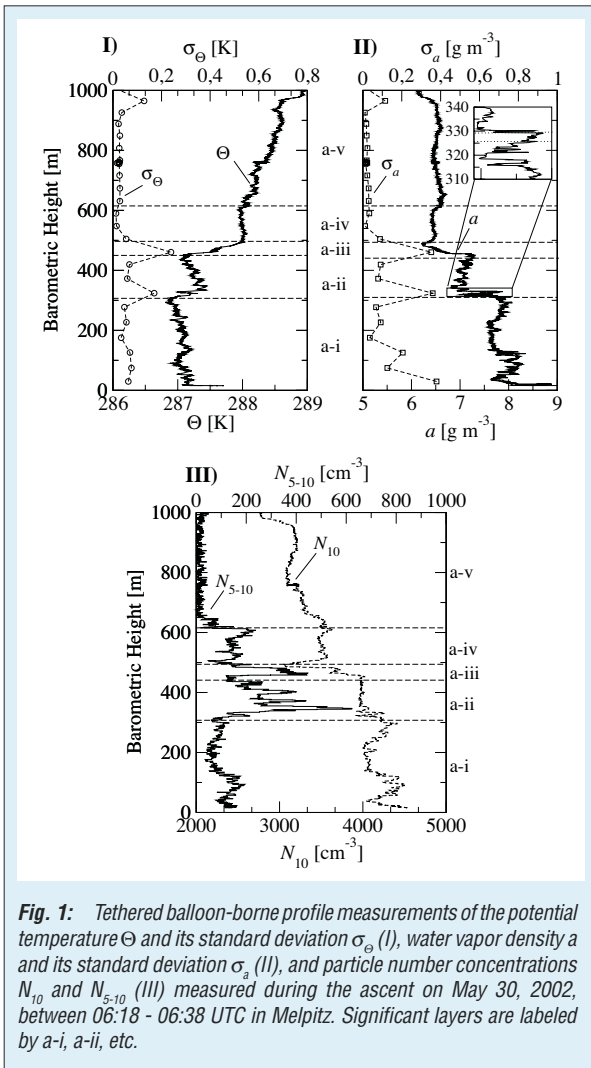 I)
σΘ [K]
0 0,2 0,4 0,6 0,8
II)
σa [g m-3]
0 0,2 0,4 0,6 0,8 1
1000
800
600
400
200
0
Barometric Height [m]
σΘ
Θ
a-v
a-iv
a-iii
a-ii
a-i
340
330
320
310
σa
a
286 287 288 289
Θ [K]
5 6 7 8 9
a [g m-3]
III)
N5-10 [cm-3]
0 200 400 600 800 1000
1000
800
600
400
200
0
Barometric Height [m]
N5-10
N10
a-v
a-iv
a-iii
a-ii
a-i
2000 3000 4000 5000
N10 [cm-3]
Fig. 1: Tethered balloon-borne profile measurements of the potential
temperature Θ and its standard deviation σΘ (I), water vapor density a
and its standard deviation σa (II), and particle number concentrations
N10 and N5-10 (III) measured during the ascent on May 30, 2002,
between 06:18 - 06:38 UTC in Melpitz. Significant layers are labeled
by a-i, a-ii, etc.